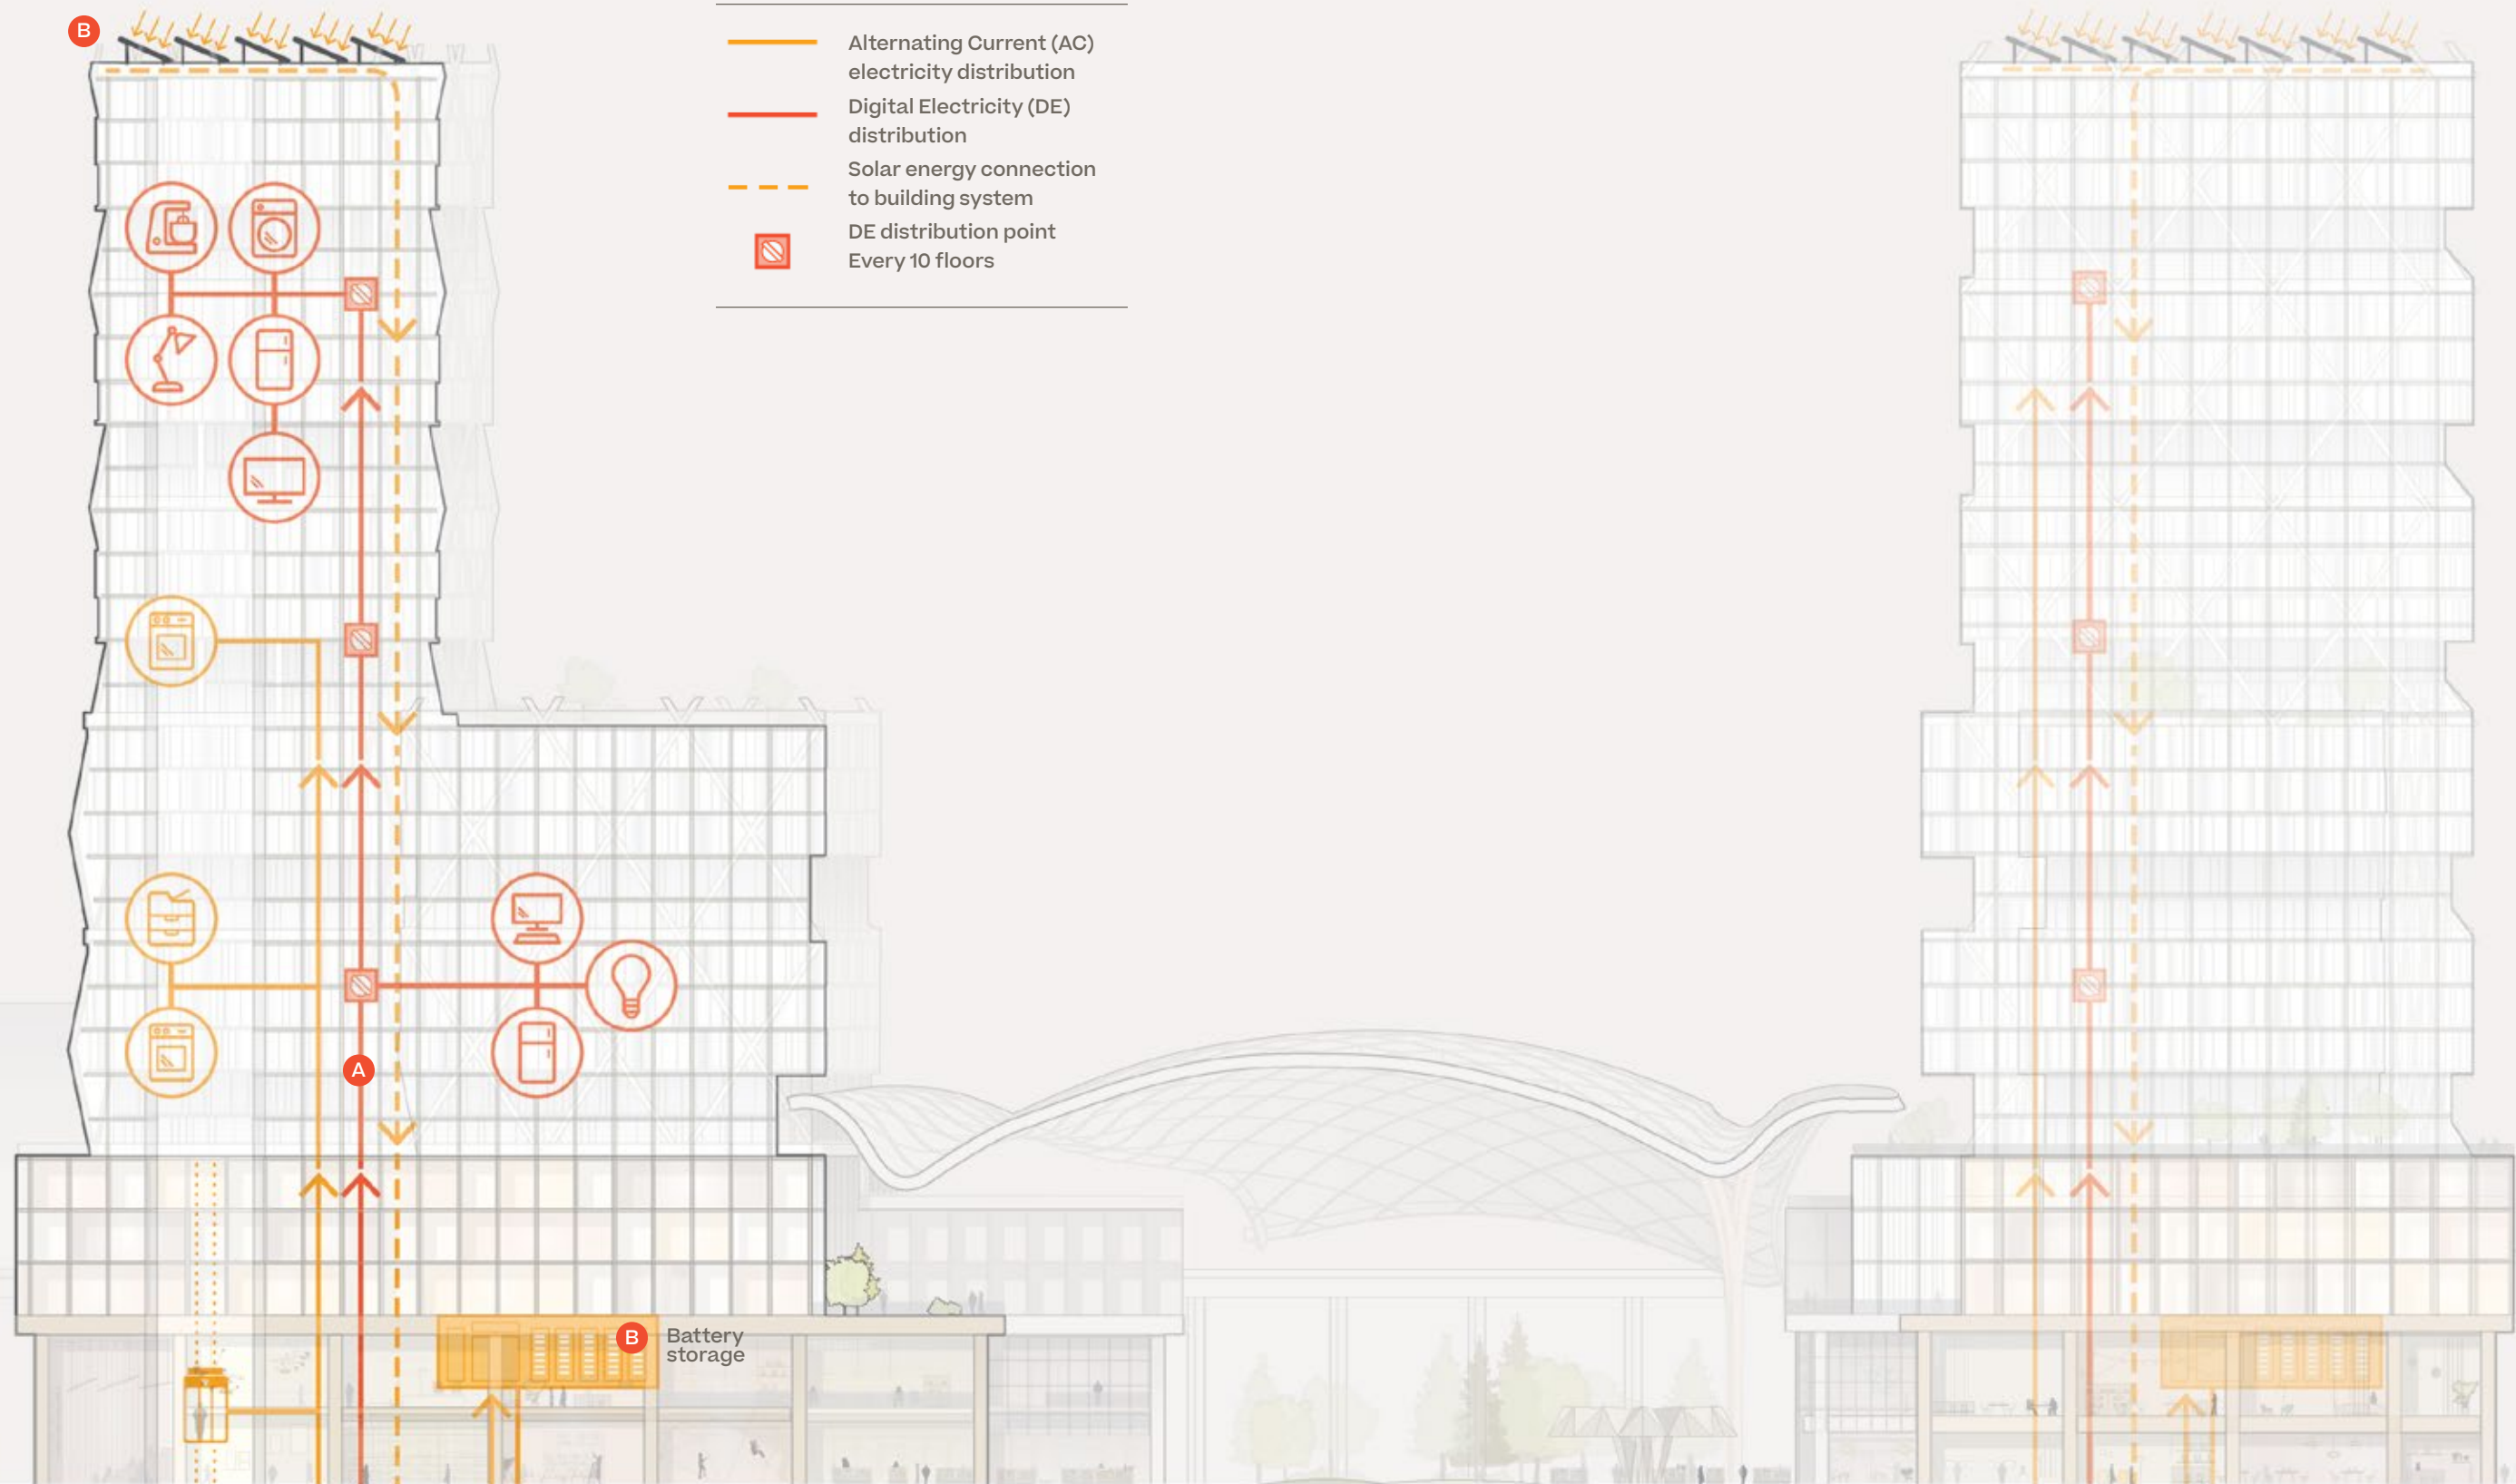 B
Alternating Current (AC)
electricity distribution
Digital Electricity (DE)
distribution
Solar energy connection
to building system
DE distribution point
Every 10 floors
A
B
Battery
storage